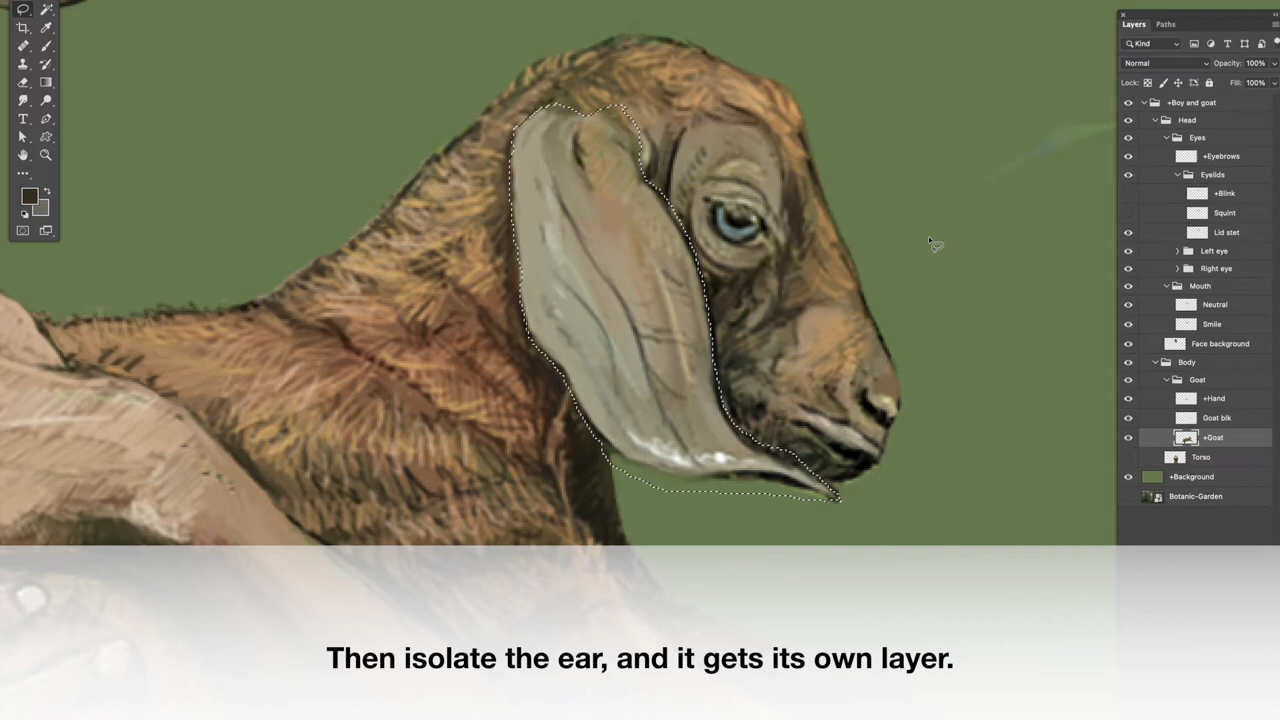 Layers Paths
Kind
Normal Opacity: 100%
Lock: Fill: 100%
+Boy and goat
Head
Eyes
+Eyebrows
Eyelids
+Blink
Squint
Lid stet
Left eye
Right eye
Mouth
Neutral
Smile
Face background
Body
Goat
+Hand
Goat blk
+Goat
Torso
+Background
Botanic-Garden
Then isolate the ear, and it gets its own layer.